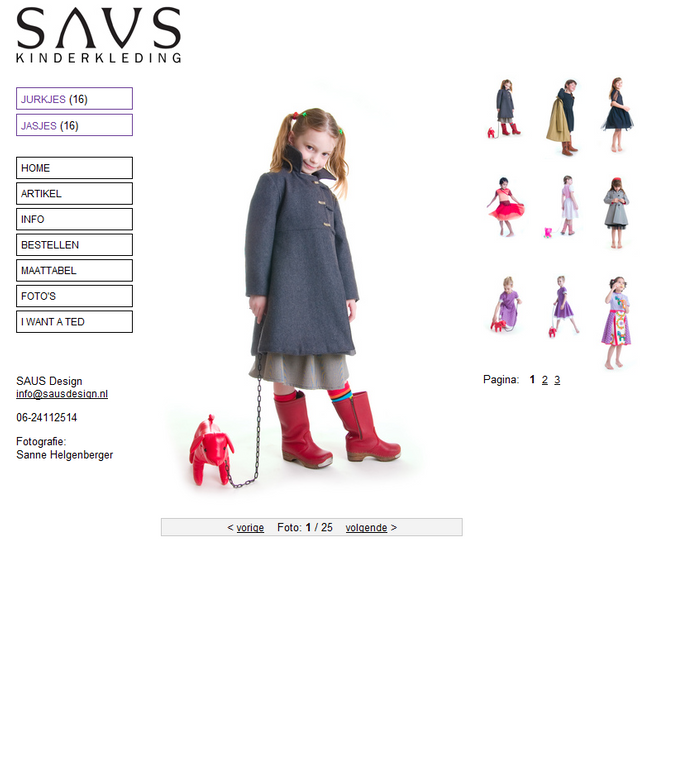 SAUS
KINDERKLEDING
JURKJES (16)
JASJES (16)
HOME
ARTIKEL
INFO
BESTELLEN
MAATTABEL
FOTO'S
I WANT A TED
SAUS Design
info@sausdesign.nl
06-24112514
Fotografie:
Sanne Helgenberger
< vorige Foto: 1 / 25 volgende >
Pagina: 1 2 3